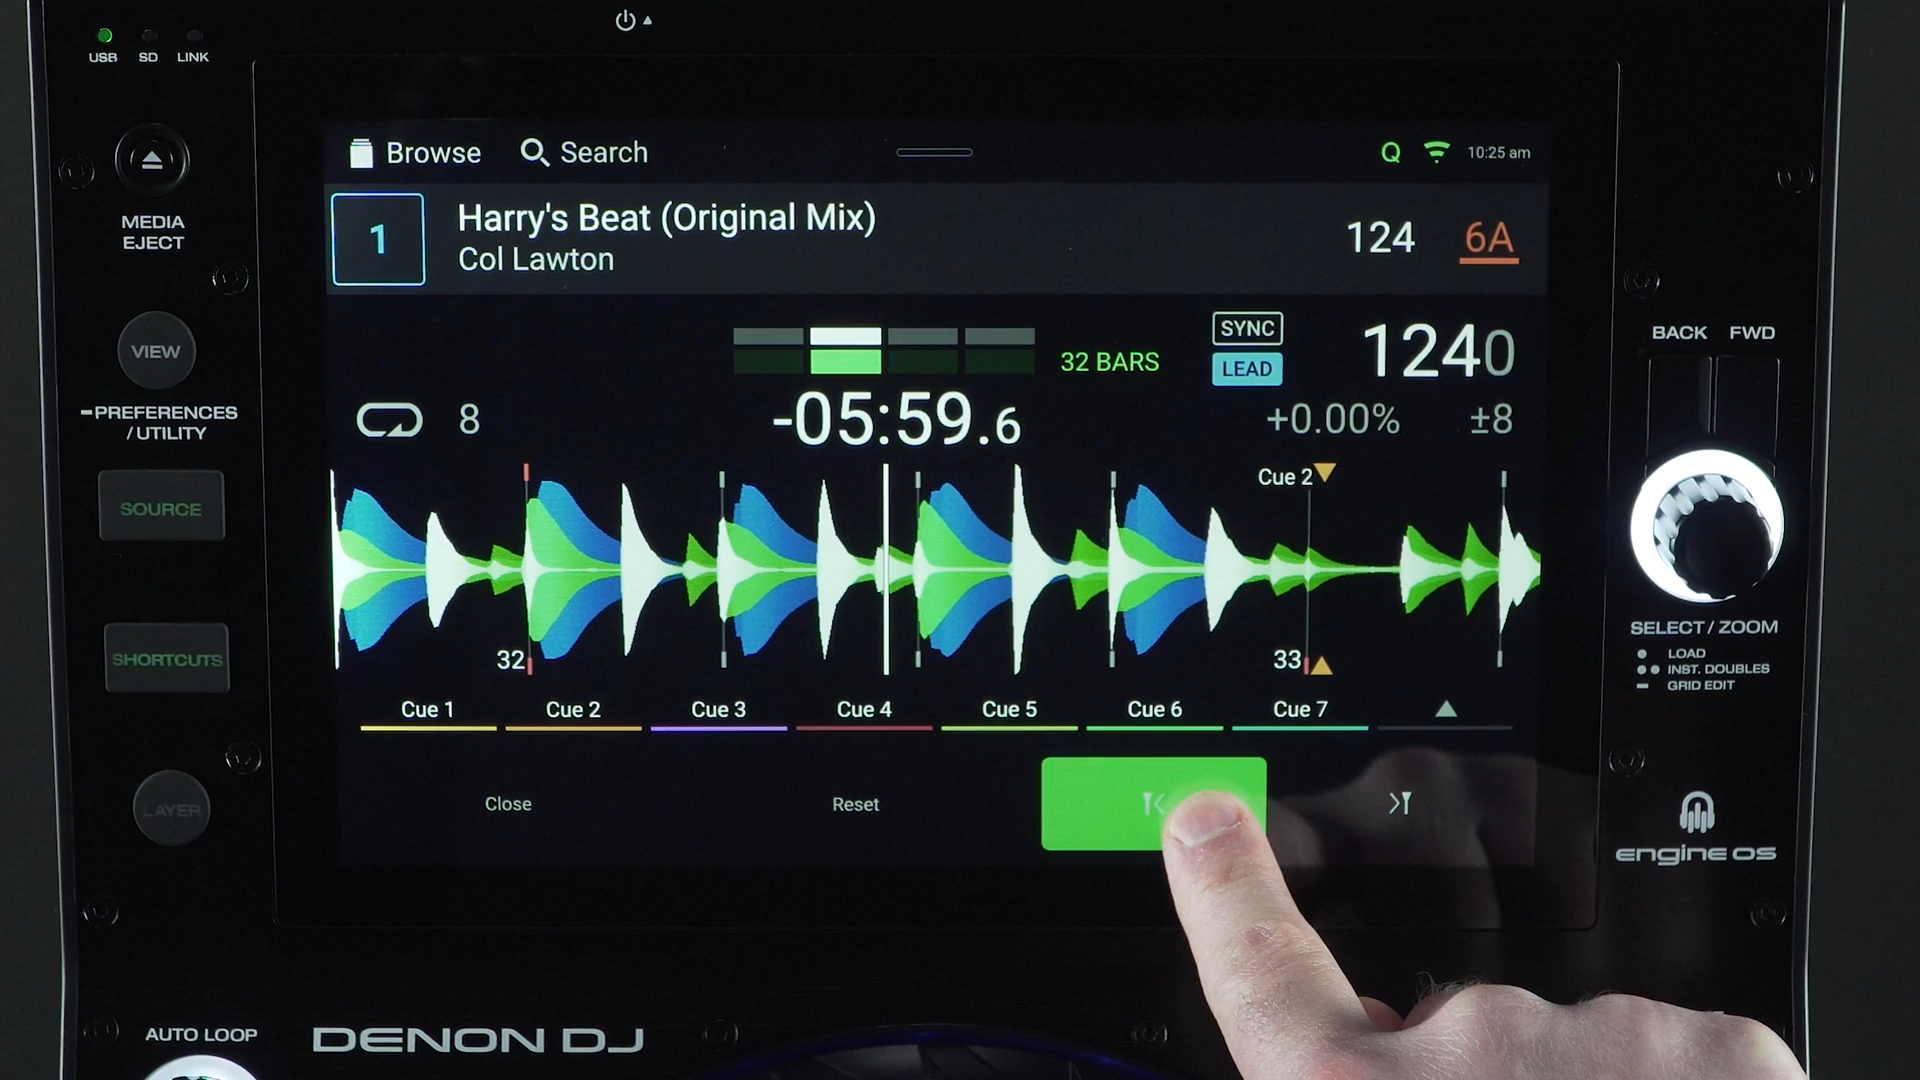 USB SD LINK
Browse Search
Q 10:25 am
MEDIA
EJECT
1
Harry's Beat (Original Mix)
Col Lawton
124 6A
VIEW
32 BARS
SYNC
LEAD
1240
BACK FWD
-PREFERENCES
/ UTILITY
8
-05:59.6
+0.00% ±8
SOURCE
Cue 2
SHORTCUTS
32
33
SELECT / ZOOM
LOAD
INST. DOUBLES
GRID EDIT
Cue 1 Cue 2 Cue 3 Cue 4 Cue 5 Cue 6 Cue 7
LAYER
Close Reset
engine os
AUTO LOOP
DENON DJ